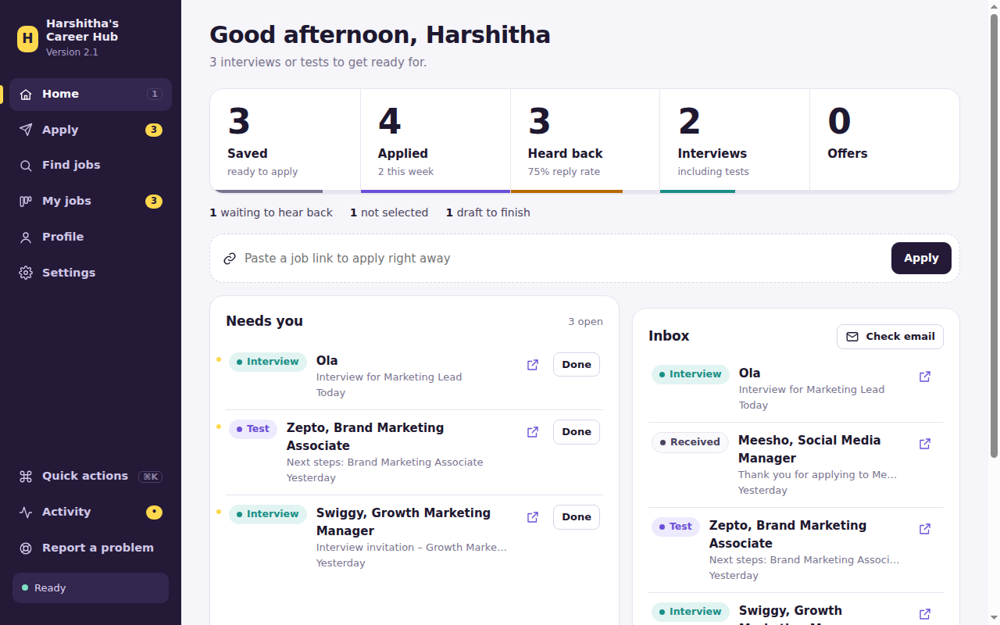 H
Harshitha's
Career Hub
Version 2.1
Home 1
Apply 3
Find jobs
My jobs 3
Profile
Settings
Quick actions ⌘K
Activity •
Report a problem
Ready
Good afternoon, Harshitha
3 interviews or tests to get ready for.
3
Saved
ready to apply
4
Applied
2 this week
3
Heard back
75% reply rate
2
Interviews
including tests
0
Offers
1 waiting to hear back 1 not selected 1 draft to finish
Paste a job link to apply right away Apply
Needs you 3 open
Interview Ola Done
Interview for Marketing Lead
Today
Test Zepto, Brand Marketing Done
Associate
Next steps: Brand Marketing Associate
Yesterday
Interview Swiggy, Growth Marketing Done
Manager
Interview invitation – Growth Marke…
Yesterday
Inbox Check email
Interview Ola
Interview for Marketing Lead
Today
Received Meesho, Social Media
Manager
Thank you for applying to Me…
Yesterday
Test Zepto, Brand Marketing
Associate
Next steps: Brand Marketing Associ…
Yesterday
Interview Swiggy, Growth